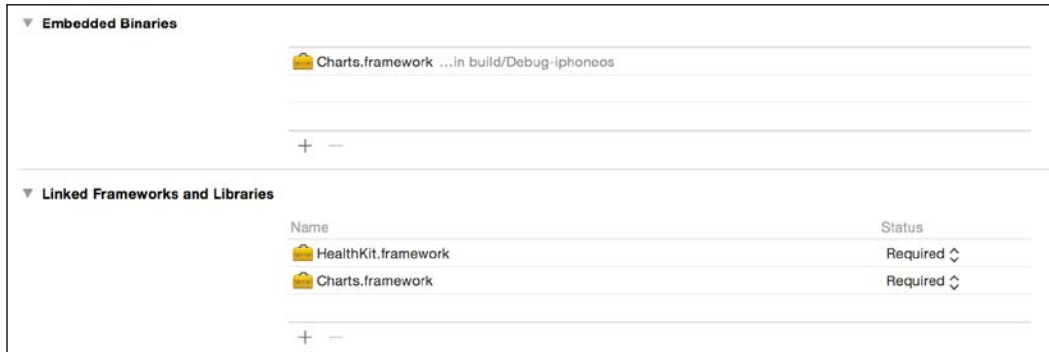 Embedded Binaries
Charts.framework ...in build/Debug-iphoneos
Linked Frameworks and Libraries
Name Status
HealthKit.framework Required
Charts.framework Required